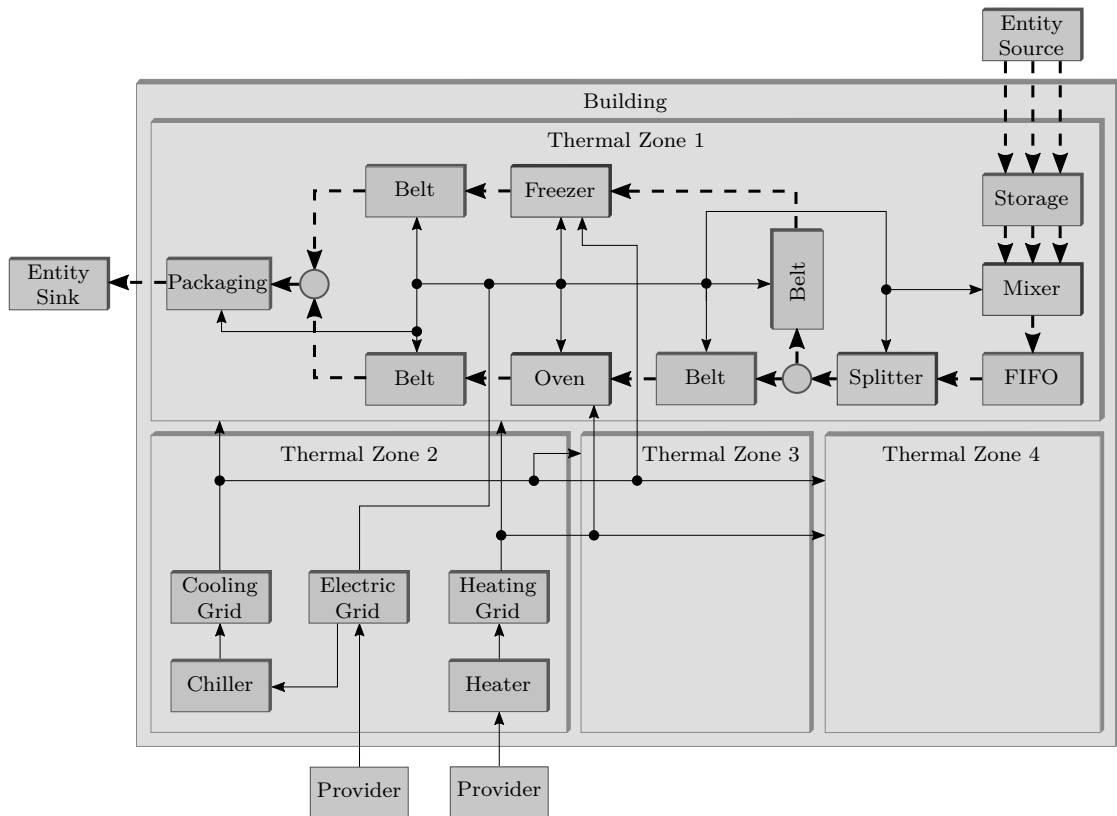 Entity
Source
Building
Thermal Zone 1
Belt
Freezer
Storage
Entity
Sink
Packaging
Belt
Mixer
Belt
Oven
Belt
Splitter
FIFO
Thermal Zone 2
Thermal Zone 3
Thermal Zone 4
Cooling
Grid
Electric
Grid
Heating
Grid
Chiller
Heater
Provider
Provider